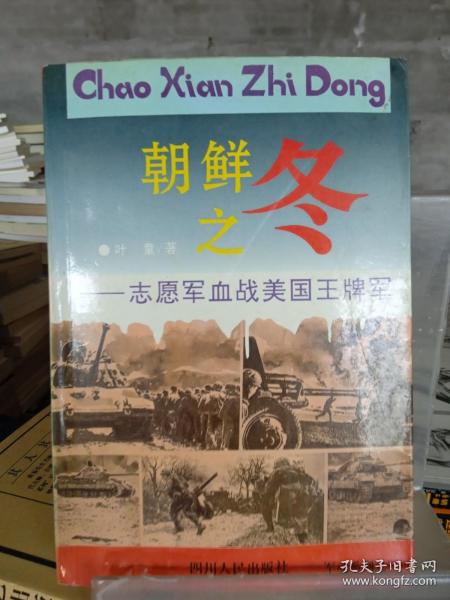 Chao Xian Zhi Dong
朝鲜之冬
●叶 童/著
——志愿军血战美国王牌军
四川人民出版社
军
孔夫子旧书网
www.kongfz.com